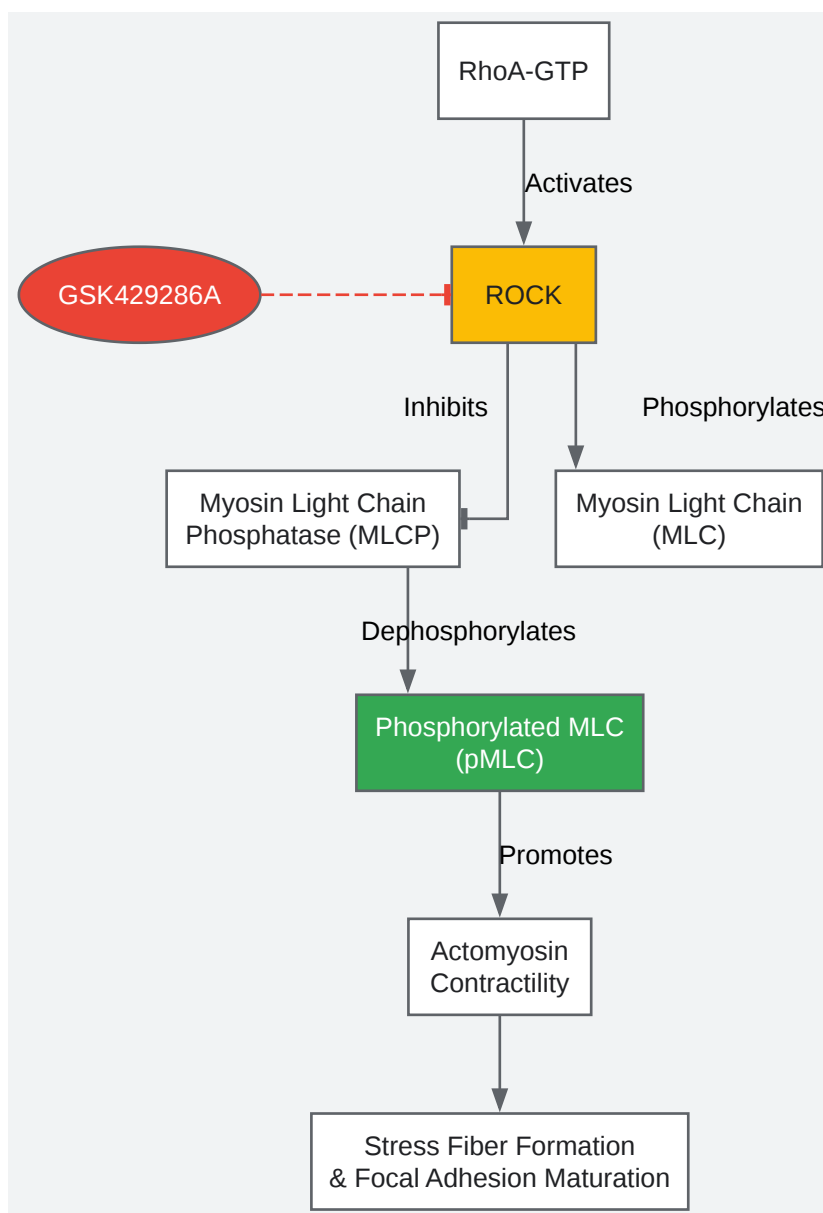 RhoA-GTP
Activates
GSK429286A
ROCK
Inhibits
Phosphorylates
Myosin Light Chain
Phosphatase (MLCP)
Myosin Light Chain
(MLC)
Dephosphorylates
Phosphorylated MLC
(pMLC)
Promotes
Actomyosin
Contractility
Stress Fiber Formation
& Focal Adhesion Maturation